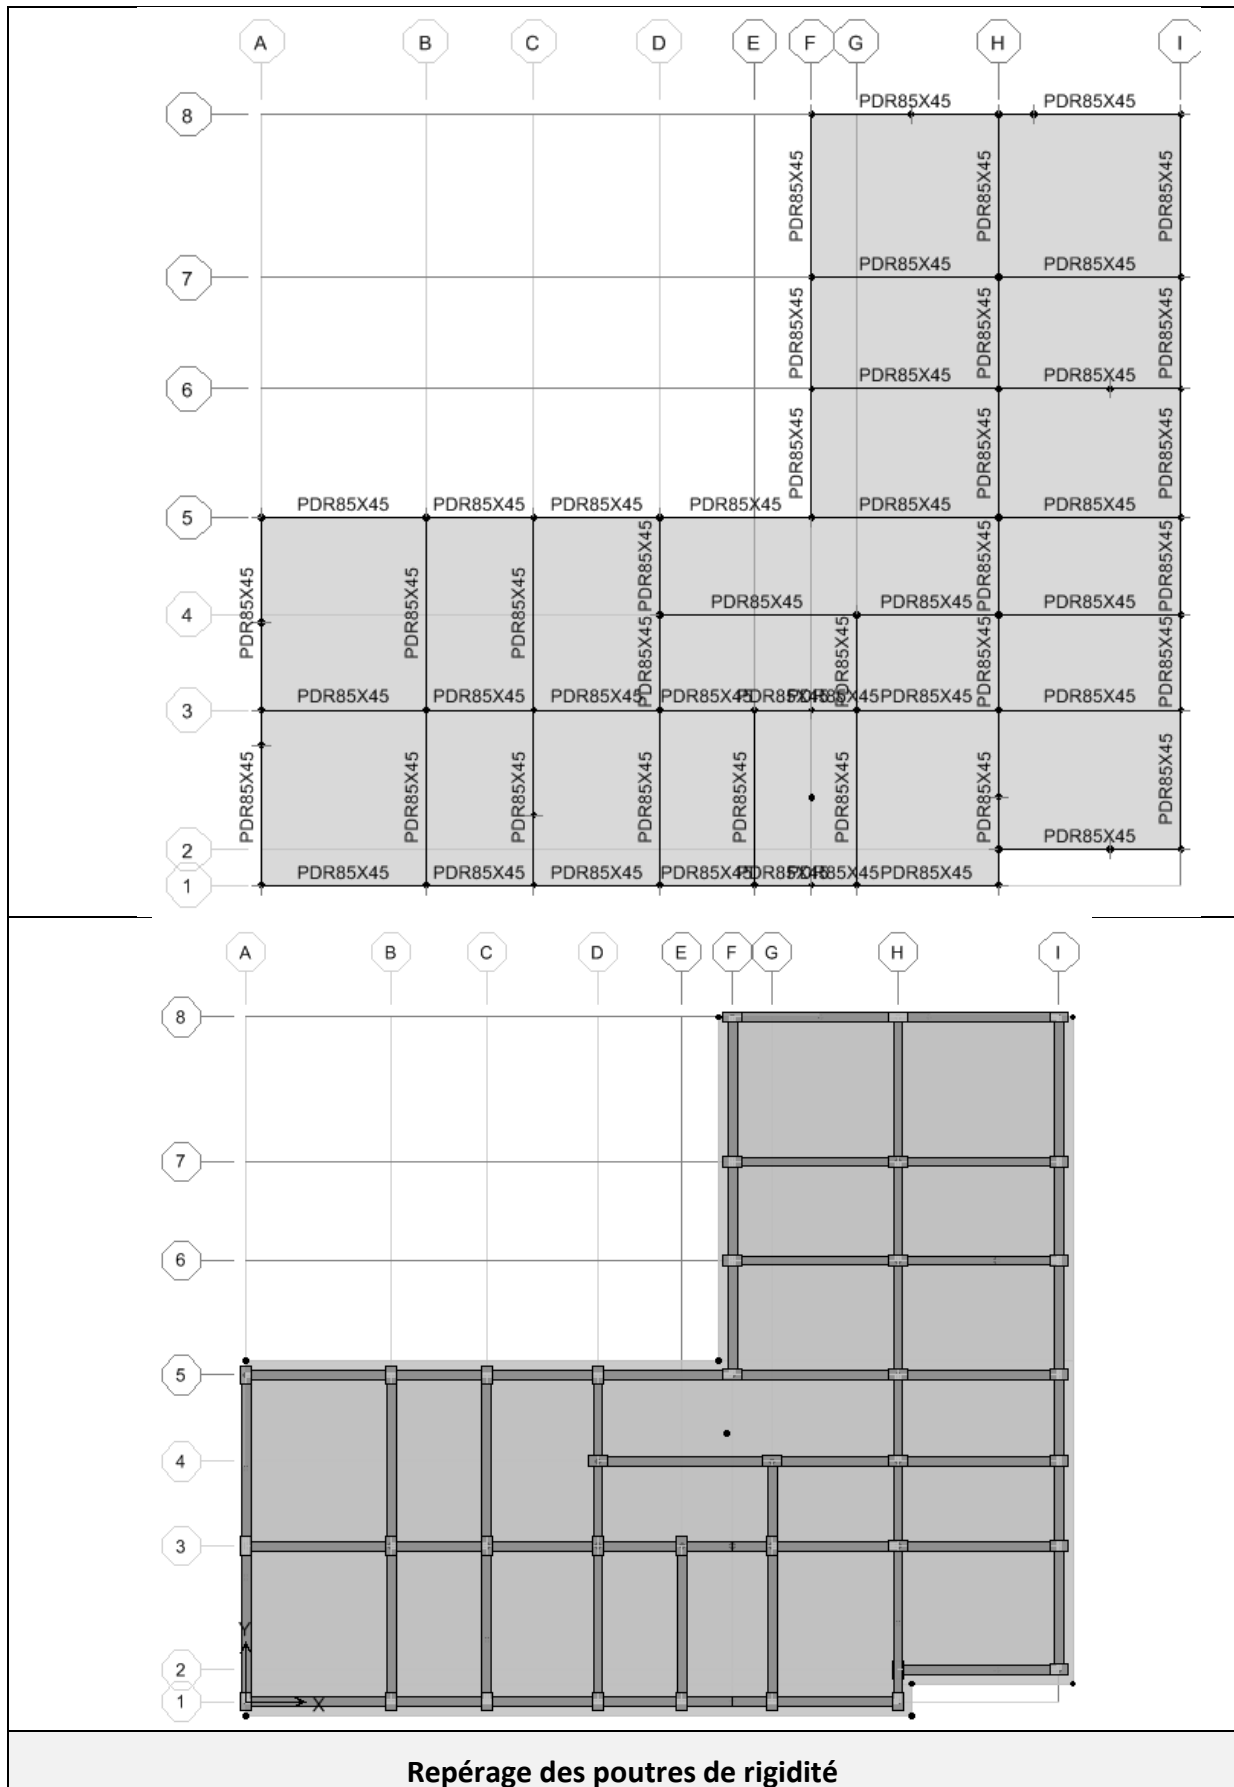 A B C D E F G H I
PDR85X45 PDR85X45
8
PDR85X45 PDR85X45 PDR85X45
PDR85X45 PDR85X45
7
PDR85X45 PDR85X45 PDR85X45
PDR85X45 PDR85X45
6
PDR85X45 PDR85X45 PDR85X45
PDR85X45 PDR85X45 PDR85X45 PDR85X45 PDR85X45 PDR85X45
5
PDR85X45 PDR85X45 PDR85X45 PDR85X45 PDR85X45 PDR85X45
PDR85X45 PDR85X45 PDR85X45
4
PDR85X45 PDR85X45 PDR85X45 PDR85X45
PDR85X45 PDR85X45 PDR85X45 PDR85X45 PDR85X45 PDR85X45
3
PDR85X45 PDR85X45 PDR85X45 PDR85X45 PDR85X45 PDR85X45 PDR85X45
PDR85X45
2
PDR85X45 PDR85X45 PDR85X45 PDR85X45 PDR85X45
1
A B C D E F G H I
8
7
6
5
4
3
Y
2
1
X
Repérage des poutres de rigidité